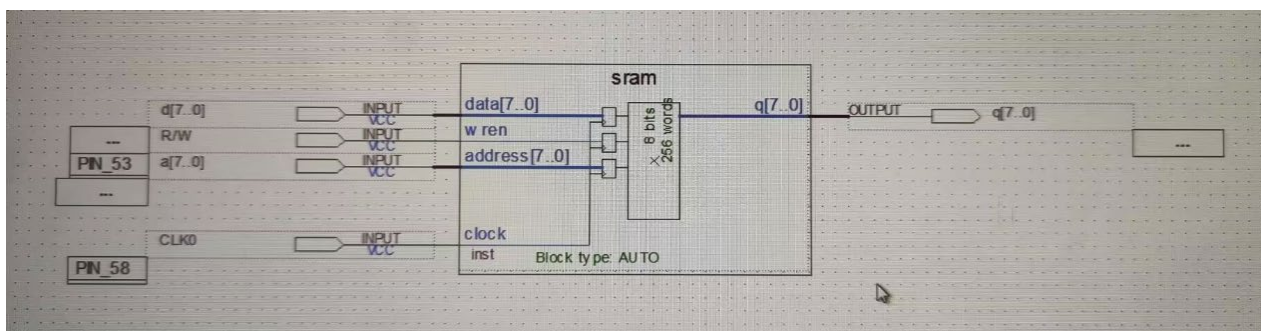 sram
d[7..0]
INPUT
VCC
data[7..0]
8 bits
×
256 words
q[7..0]
OUTPUT
q[7..0]
---
R/W
INPUT
VCC
w ren
---
PIN_53
a[7..0]
INPUT
VCC
address[7..0]
---
CLK0
INPUT
VCC
clock
PIN_58
inst
Block type: AUTO